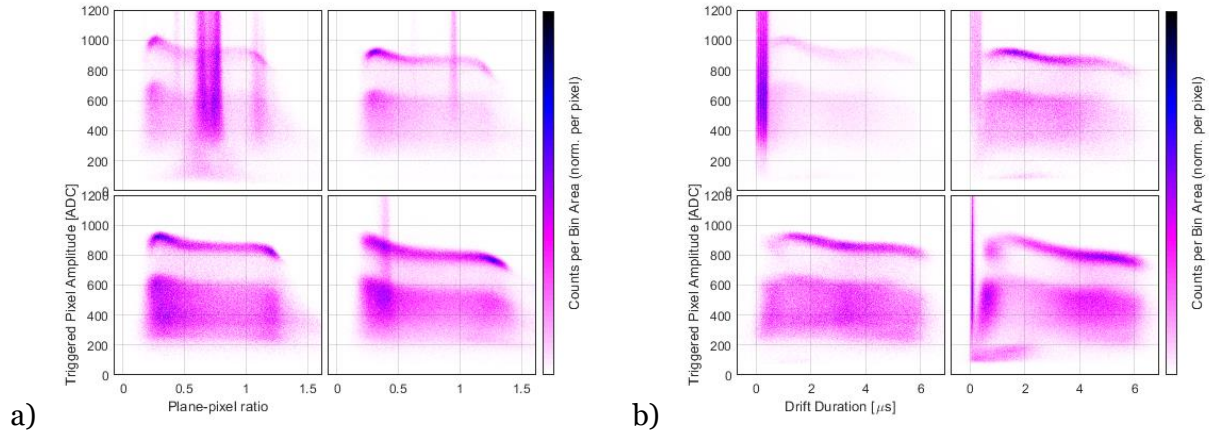 1200
1000
800
600
400
200
0
1200
1000
800
600
400
200
0
0 0.5 1 1.5 0 0.5 1 1.5
Triggered Pixel Amplitude [ADC]
Plane-pixel ratio
Counts per Bin Area (norm. per pixel)
a)
1200
1000
800
600
400
200
0
1200
1000
800
600
400
200
0
0 2 4 6 0 2 4 6
Triggered Pixel Amplitude [ADC]
Drift Duration [μs]
Counts per Bin Area (norm. per pixel)
b)